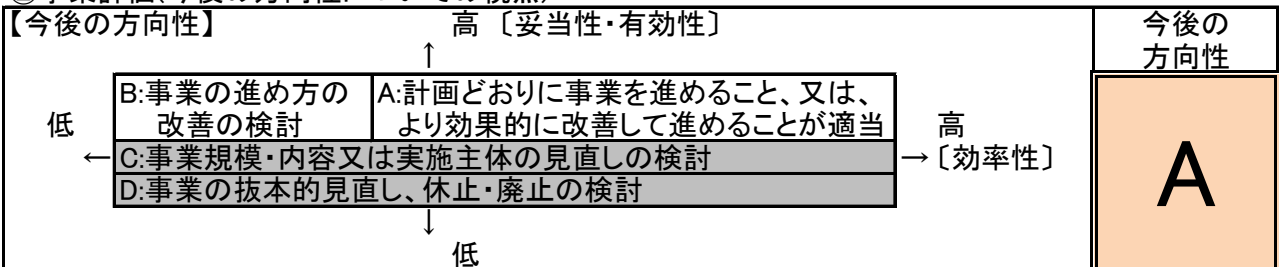 【今後の方向性】
高 〔妥当性・有効性〕
↑
B:事業の進め方の
改善の検討
A:計画どおりに事業を進めること、又は、
より効果的に改善して進めることが適当
低
←
C:事業規模・内容又は実施主体の見直しの検討
D:事業の抜本的見直し、休止・廃止の検討
高
→〔効率性〕
↓
低
今後の
方向性
A